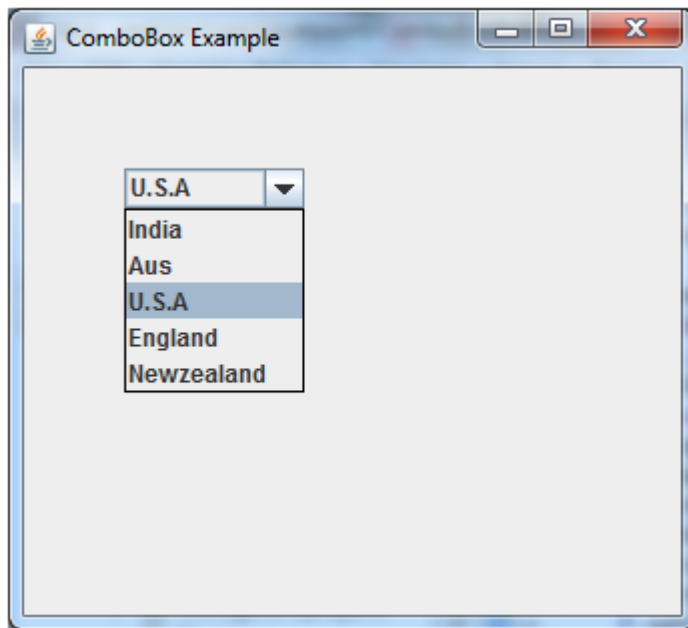 ComboBox Example
U.S.A
India
Aus
U.S.A
England
Newzealand